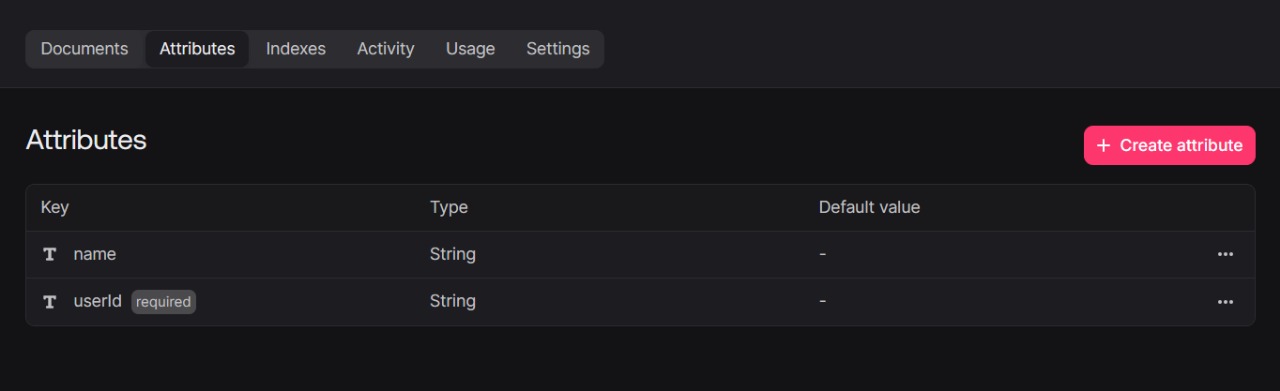 Documents Attributes Indexes Activity Usage Settings
Attributes
+ Create attribute
Key Type Default value
name String -
userId required String -